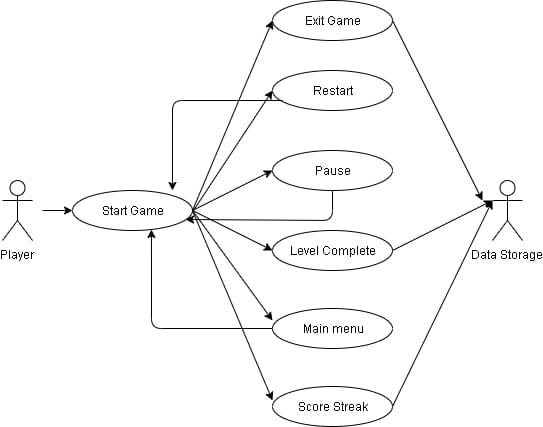 Exit Game
Restart
Pause
Start Game
Player
Level Complete
Data Storage
Main menu
Score Streak